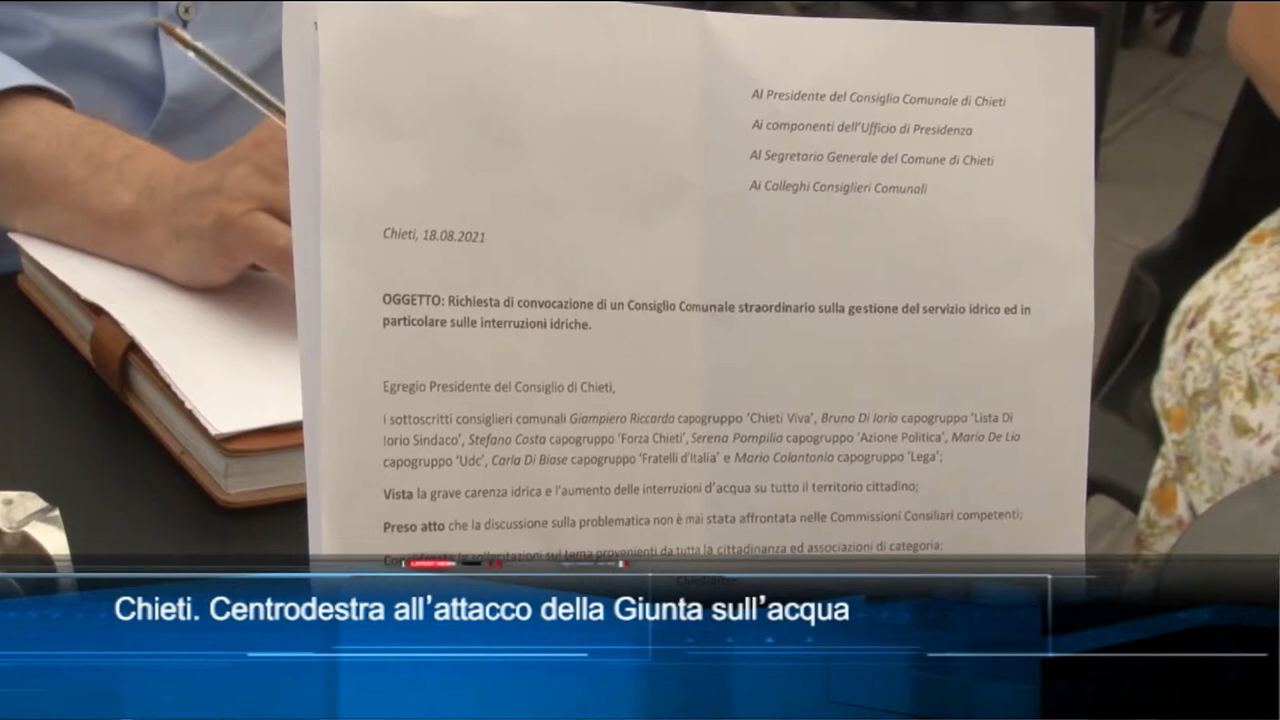 Al Presidente del Consiglio Comunale di Chieti
Ai componenti dell'Ufficio di Presidenza
Al Segretario Generale del Comune di Chieti
Ai Colleghi Consiglieri Comunali
Chieti, 18.08.2021
OGGETTO: Richiesta di convocazione di un Consiglio Comunale straordinario sulla gestione del servizio idrico ed in
particolare sulle interruzioni idriche.
Egregio Presidente del Consiglio di Chieti,
I sottoscritti consiglieri comunali Giampiero Riccardo capogruppo 'Chieti Viva', Bruno Di Iorio capogruppo 'Lista Di
Iorio Sindaco', Stefano Costa capogruppo 'Forza Chieti', Serena Pompilio capogruppo 'Azione Politica', Mario De Lio
capogruppo 'Udc', Carla Di Biase capogruppo 'Fratelli d'Italia' e Mario Colantonio capogruppo 'Lega';
Vista la grave carenza idrica e l'aumento delle interruzioni d'acqua su tutto il territorio cittadino;
Preso atto che la discussione sulla problematica non è mai stata affrontata nelle Commissioni Consiliari competenti;
le sollecitazioni sul tema provenienti da tutta la cittadinanza ed associazioni di categoria;
LATEST NEWS
Chieti. Centrodestra all'attacco della Giunta sull'acqua